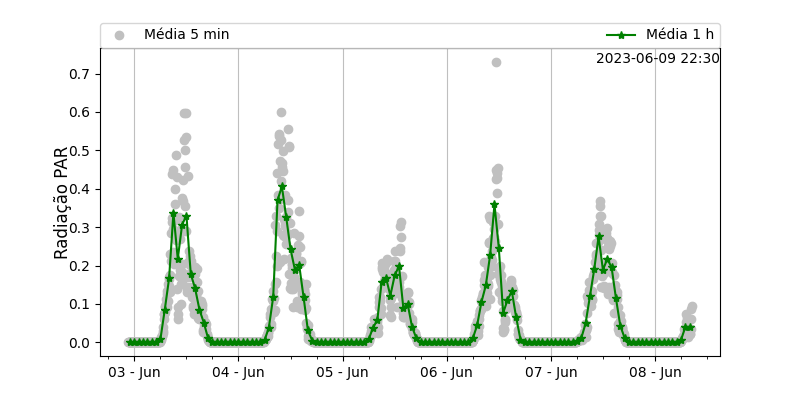 Média 5 min
Média 1 h
2023-06-09 22:30
Radiação PAR
0.7
0.6
0.5
0.4
0.3
0.2
0.1
0.0
03 - Jun
04 - Jun
05 - Jun
06 - Jun
07 - Jun
08 - Jun